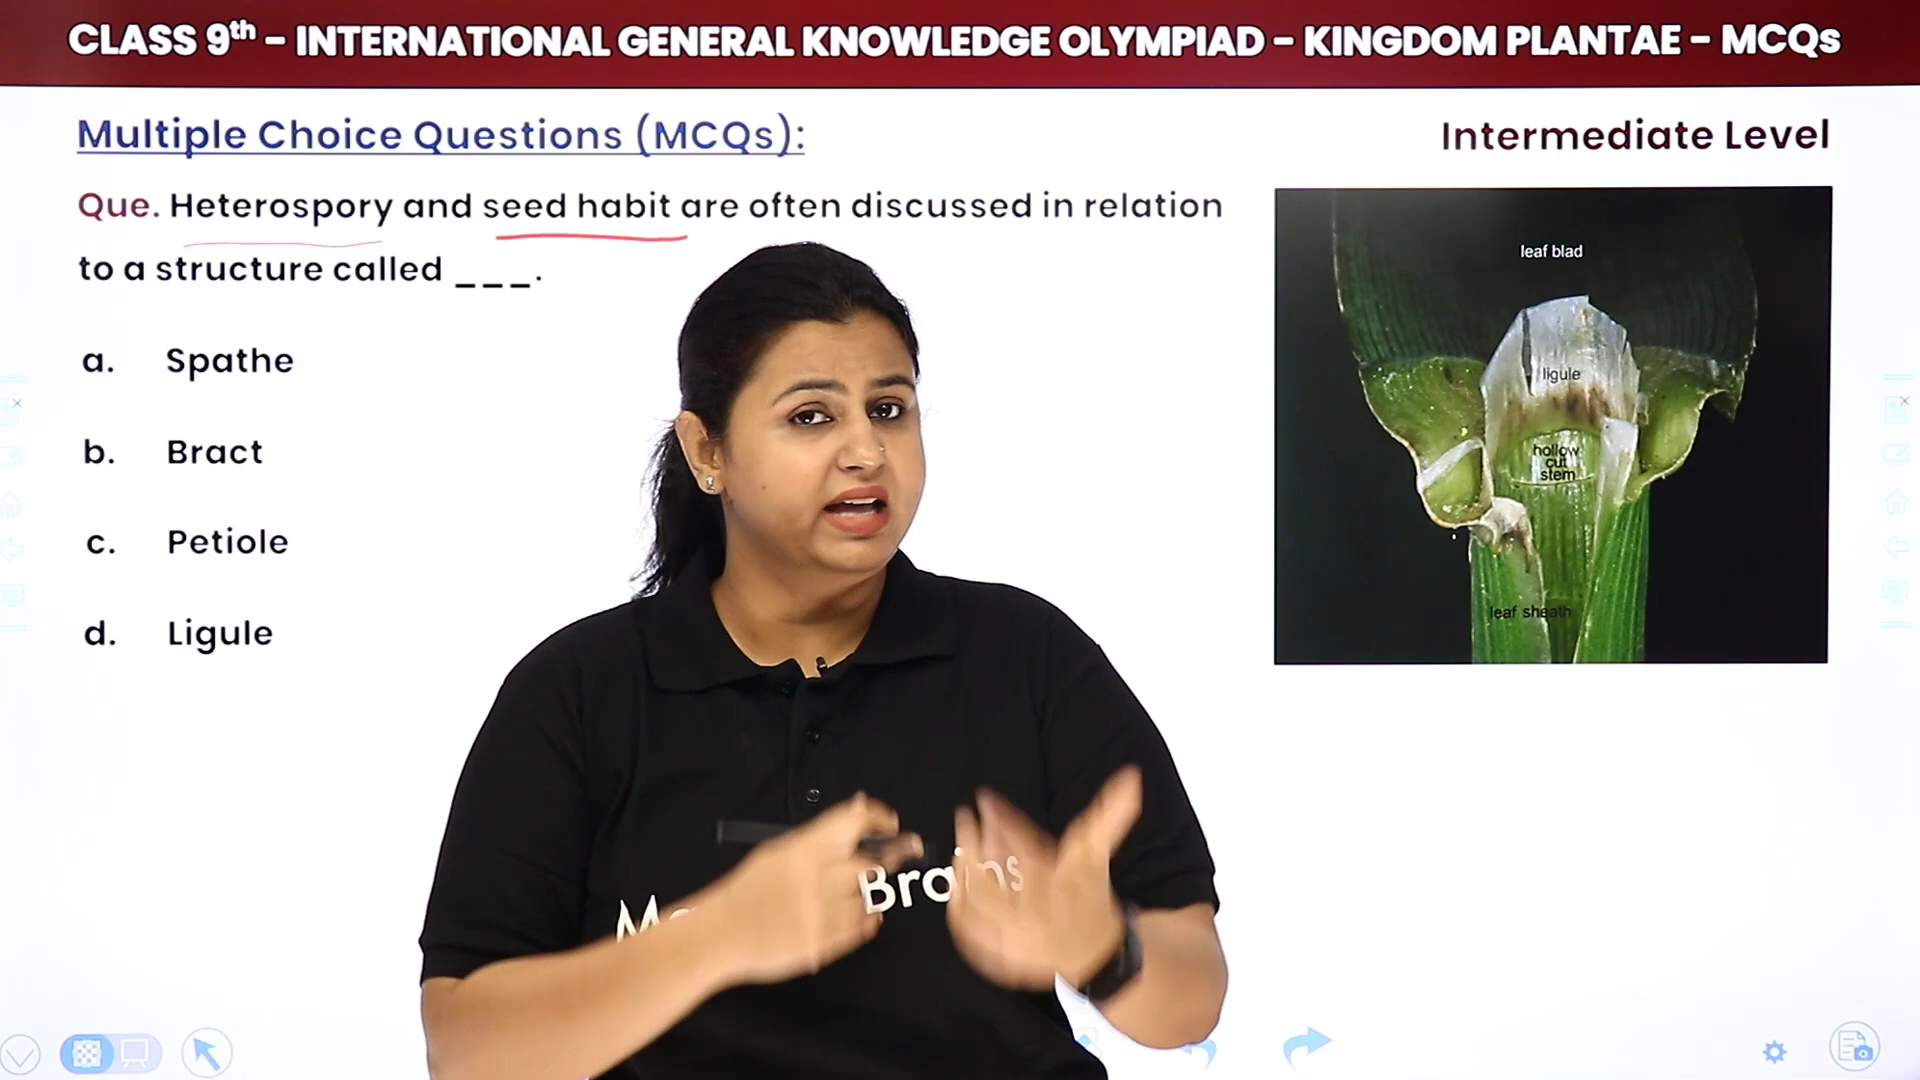 CLASS 9th - INTERNATIONAL GENERAL KNOWLEDGE OLYMPIAD - KINGDOM PLANTAE - MCQs
Multiple Choice Questions (MCQs):
Intermediate Level
Que. Heterospory and seed habit are often discussed in relation
to a structure called ___.
a. Spathe
b. Bract
c. Petiole
d. Ligule
leaf blad
ligule
hollow
cut
stem
leaf sheath